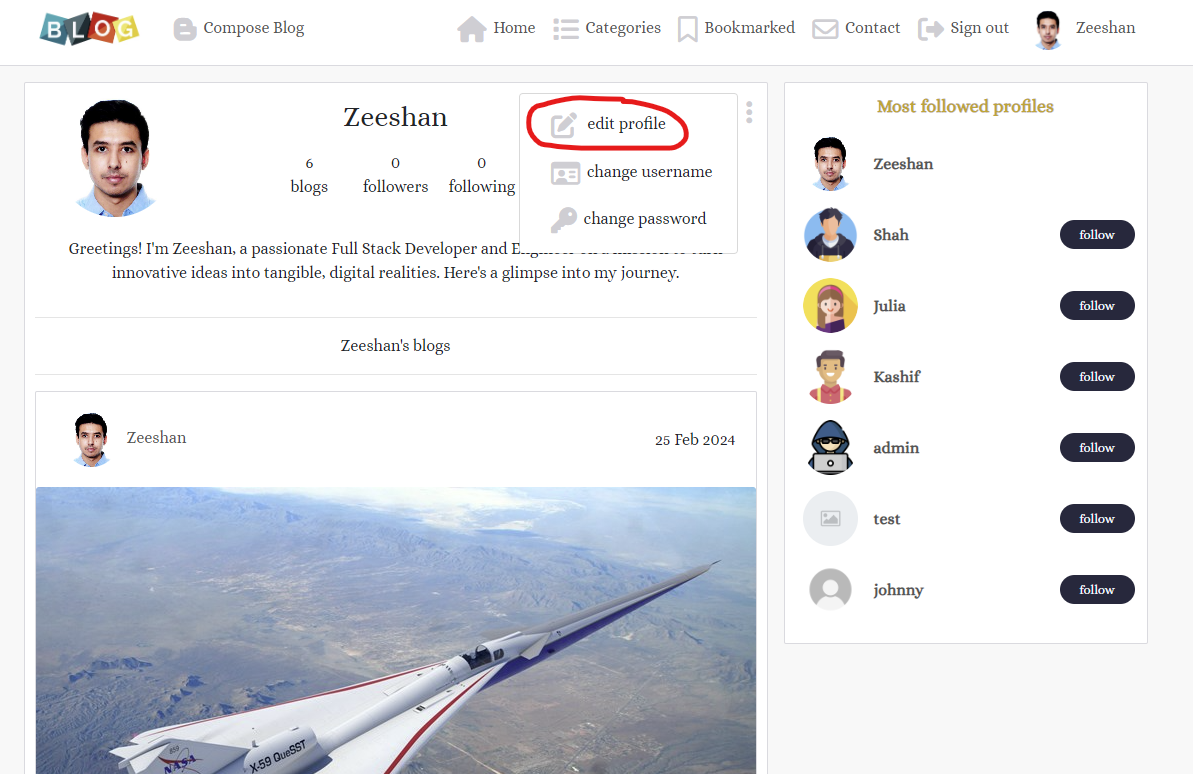 BLOG Compose Blog Home Categories Bookmarked Contact Sign out Zeeshan
Zeeshan
6 0 0
blogs followers following
edit profile
change username
change password
Greetings! I'm Zeeshan, a passionate Full Stack Developer and
innovative ideas into tangible, digital realities. Here's a glimpse into my journey.
Zeeshan's blogs
Zeeshan 25 Feb 2024
859
NASA
X-59 QueSST
Most followed profiles
Zeeshan
Shah follow
Julia follow
Kashif follow
admin follow
test follow
johnny follow